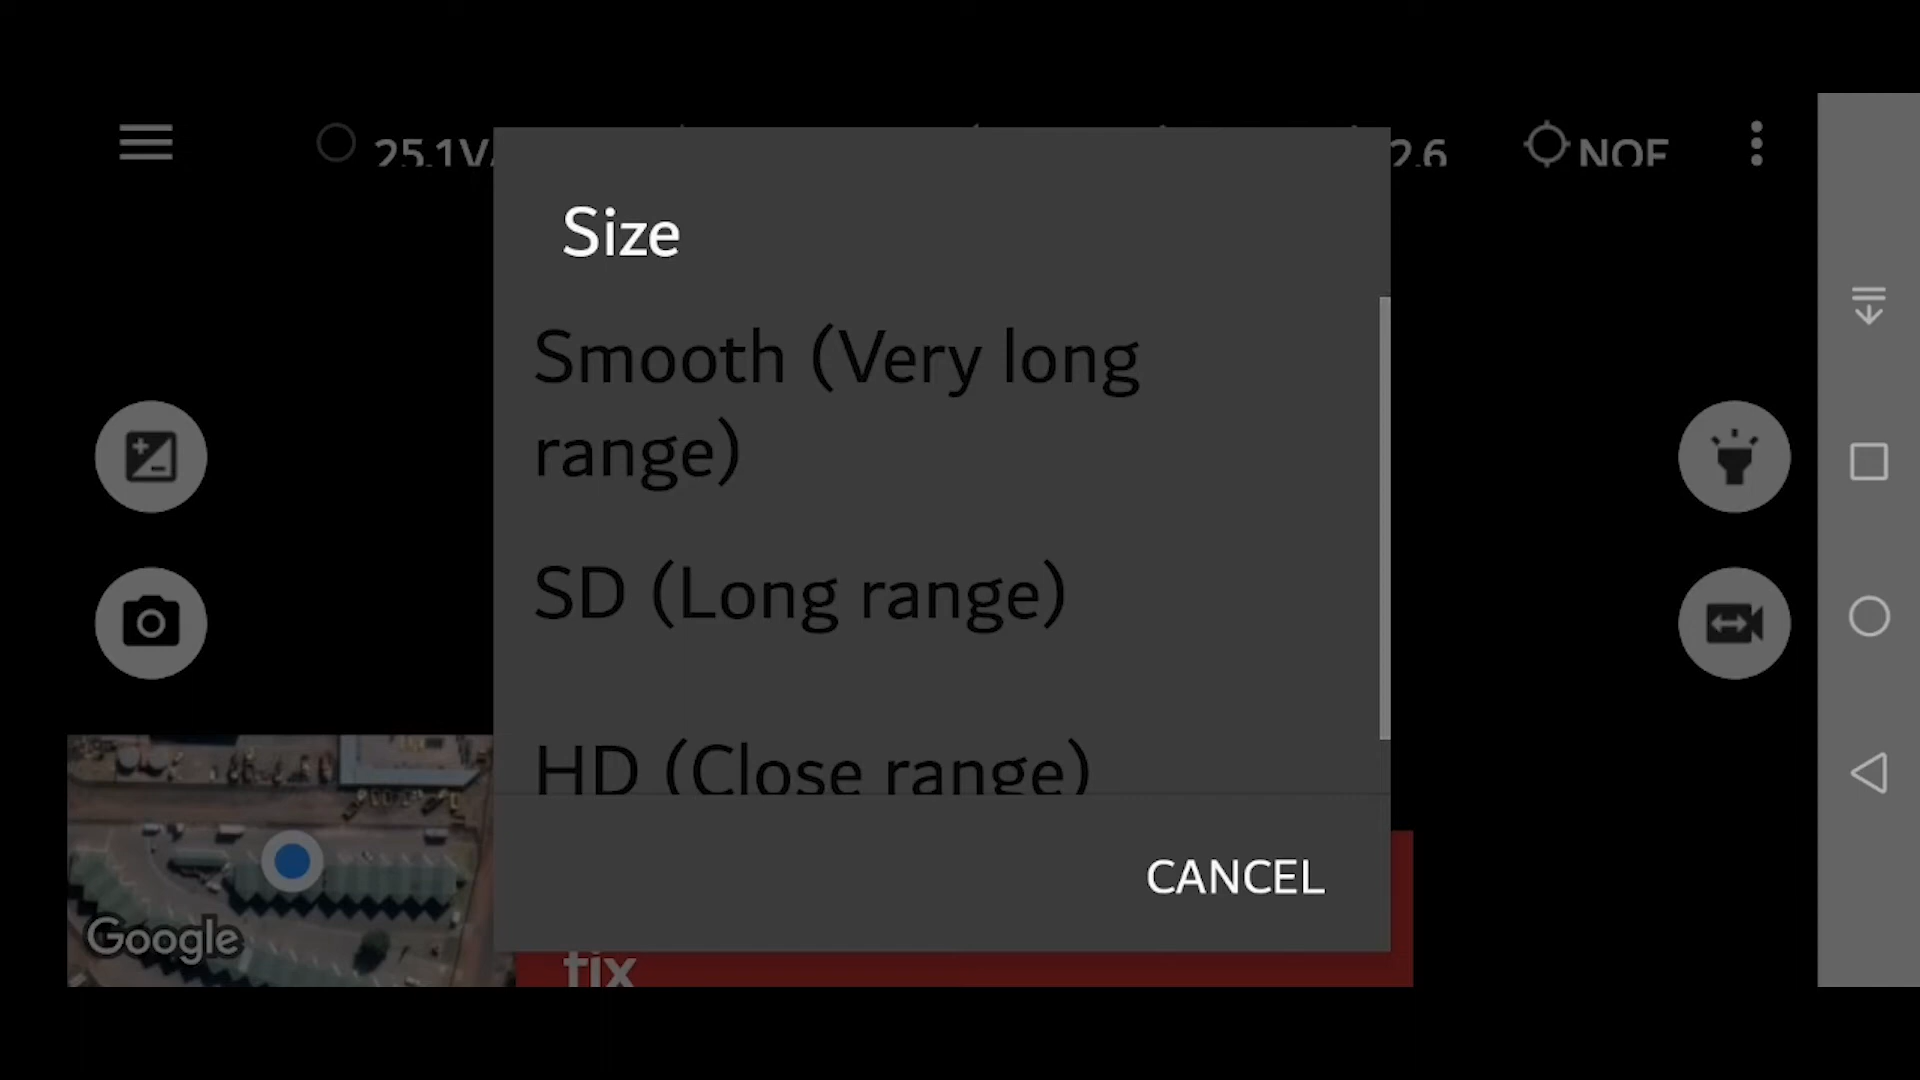 25.1V
2.6
NOF
Size
Smooth (Very long
range)
SD (Long range)
HD (Close range)
CANCEL
Google
fix